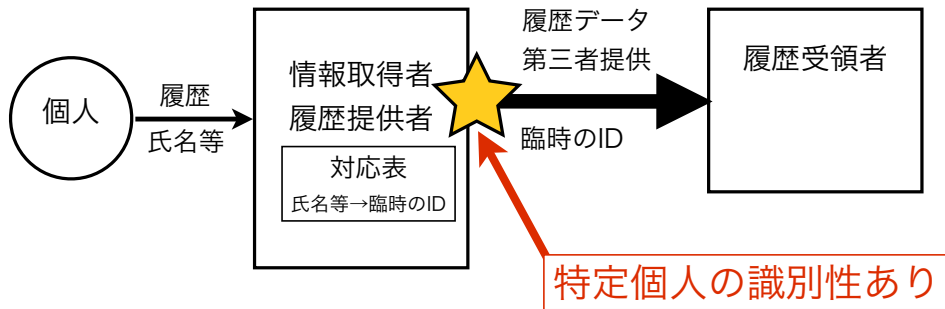 個人
履歴
氏名等
情報取得者
履歴提供者
対応表
氏名等→臨時のID
履歴データ
第三者提供
臨時のID
履歴受領者
特定個人の識別性あり